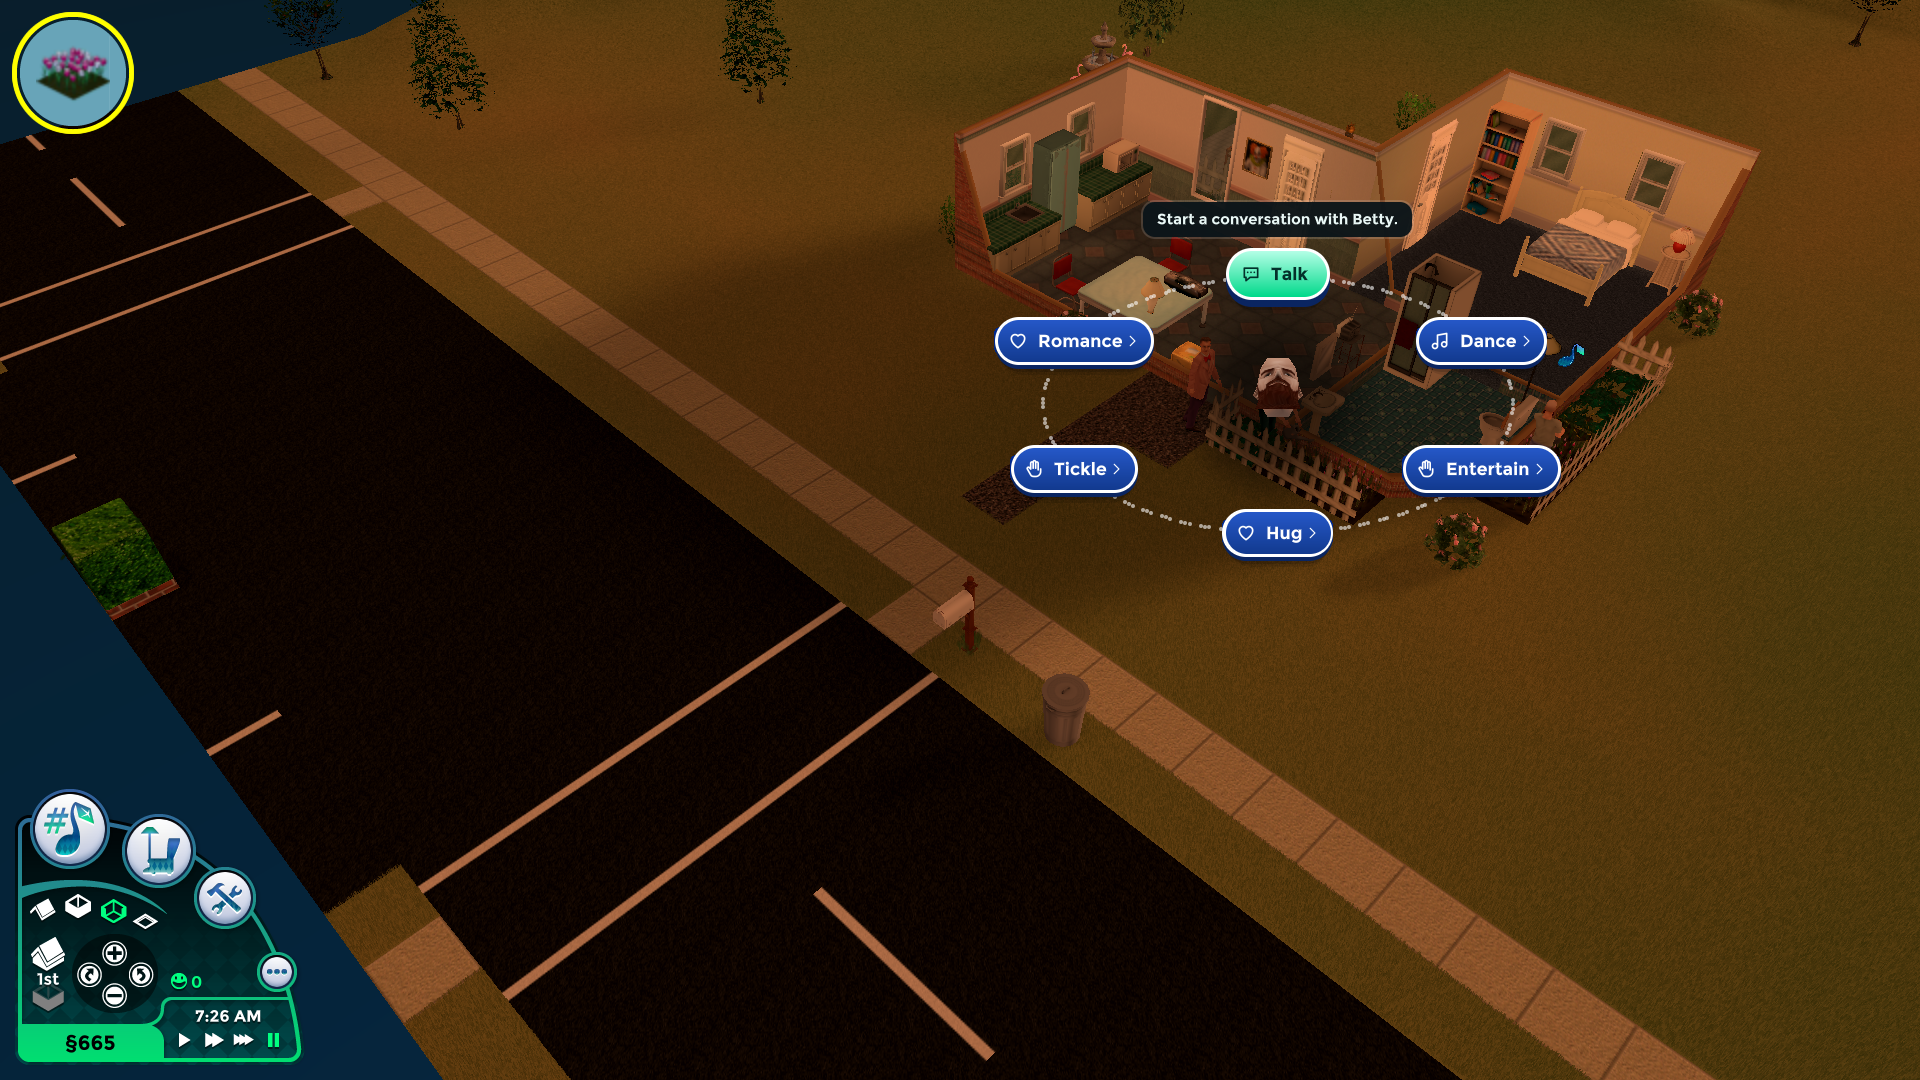 Start a conversation with Betty.
Talk
Romance
Dance
Tickle
Entertain
Hug
#
1st
0
7:26 AM
§665